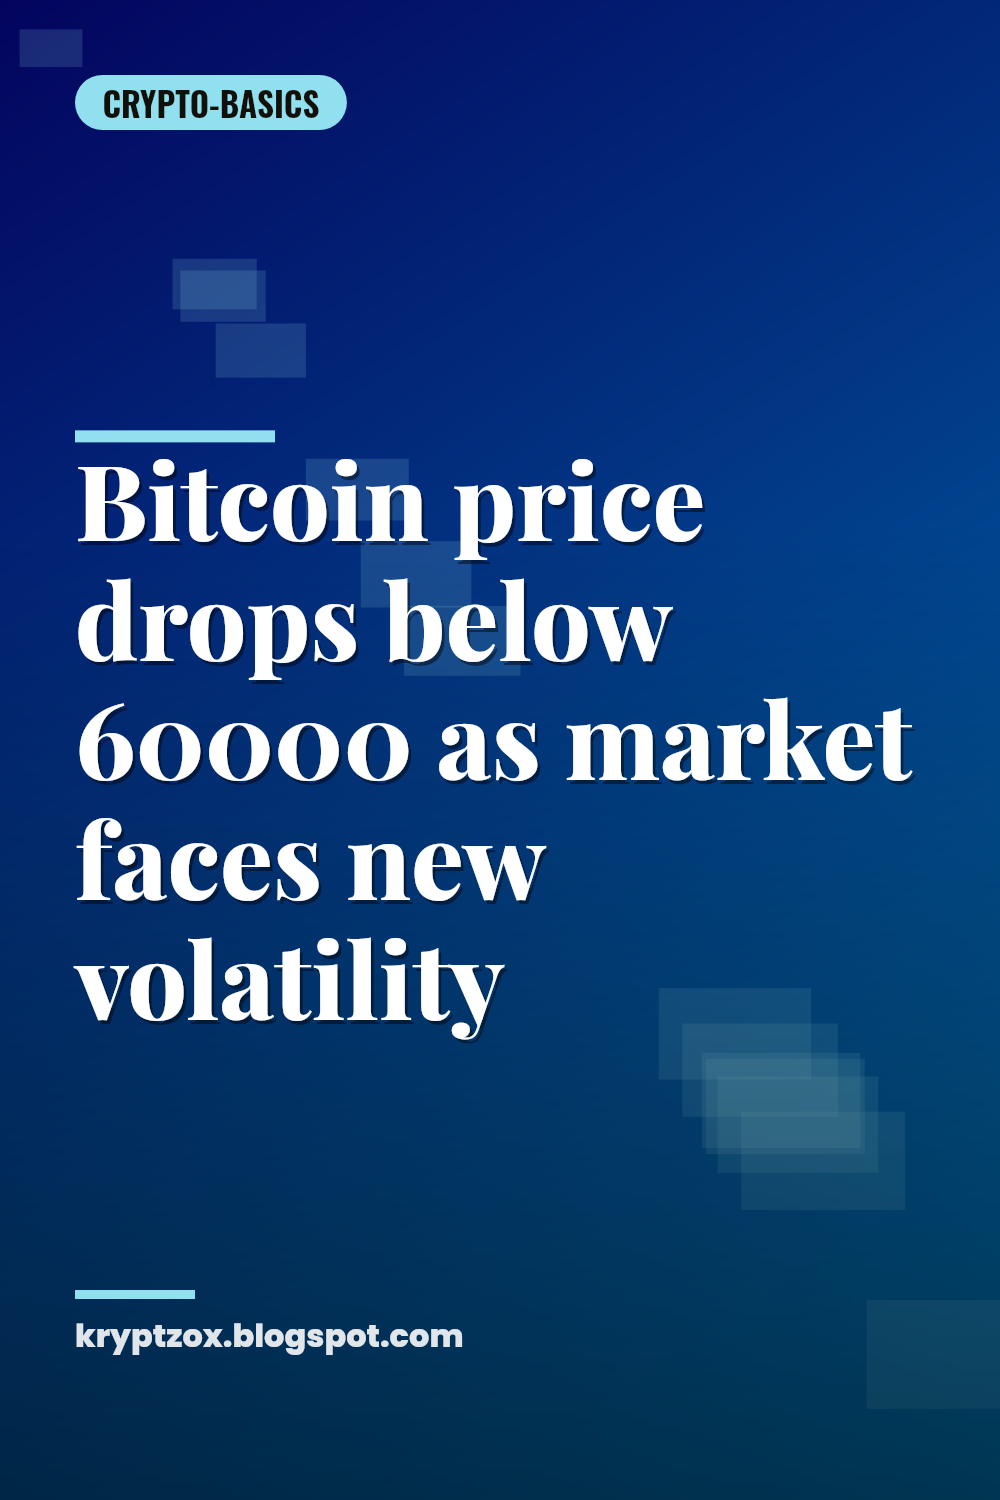 CRYPTO-BASICS
Bitcoin price
drops below
60000 as market
faces new
volatility
kryptzox.blogspot.com